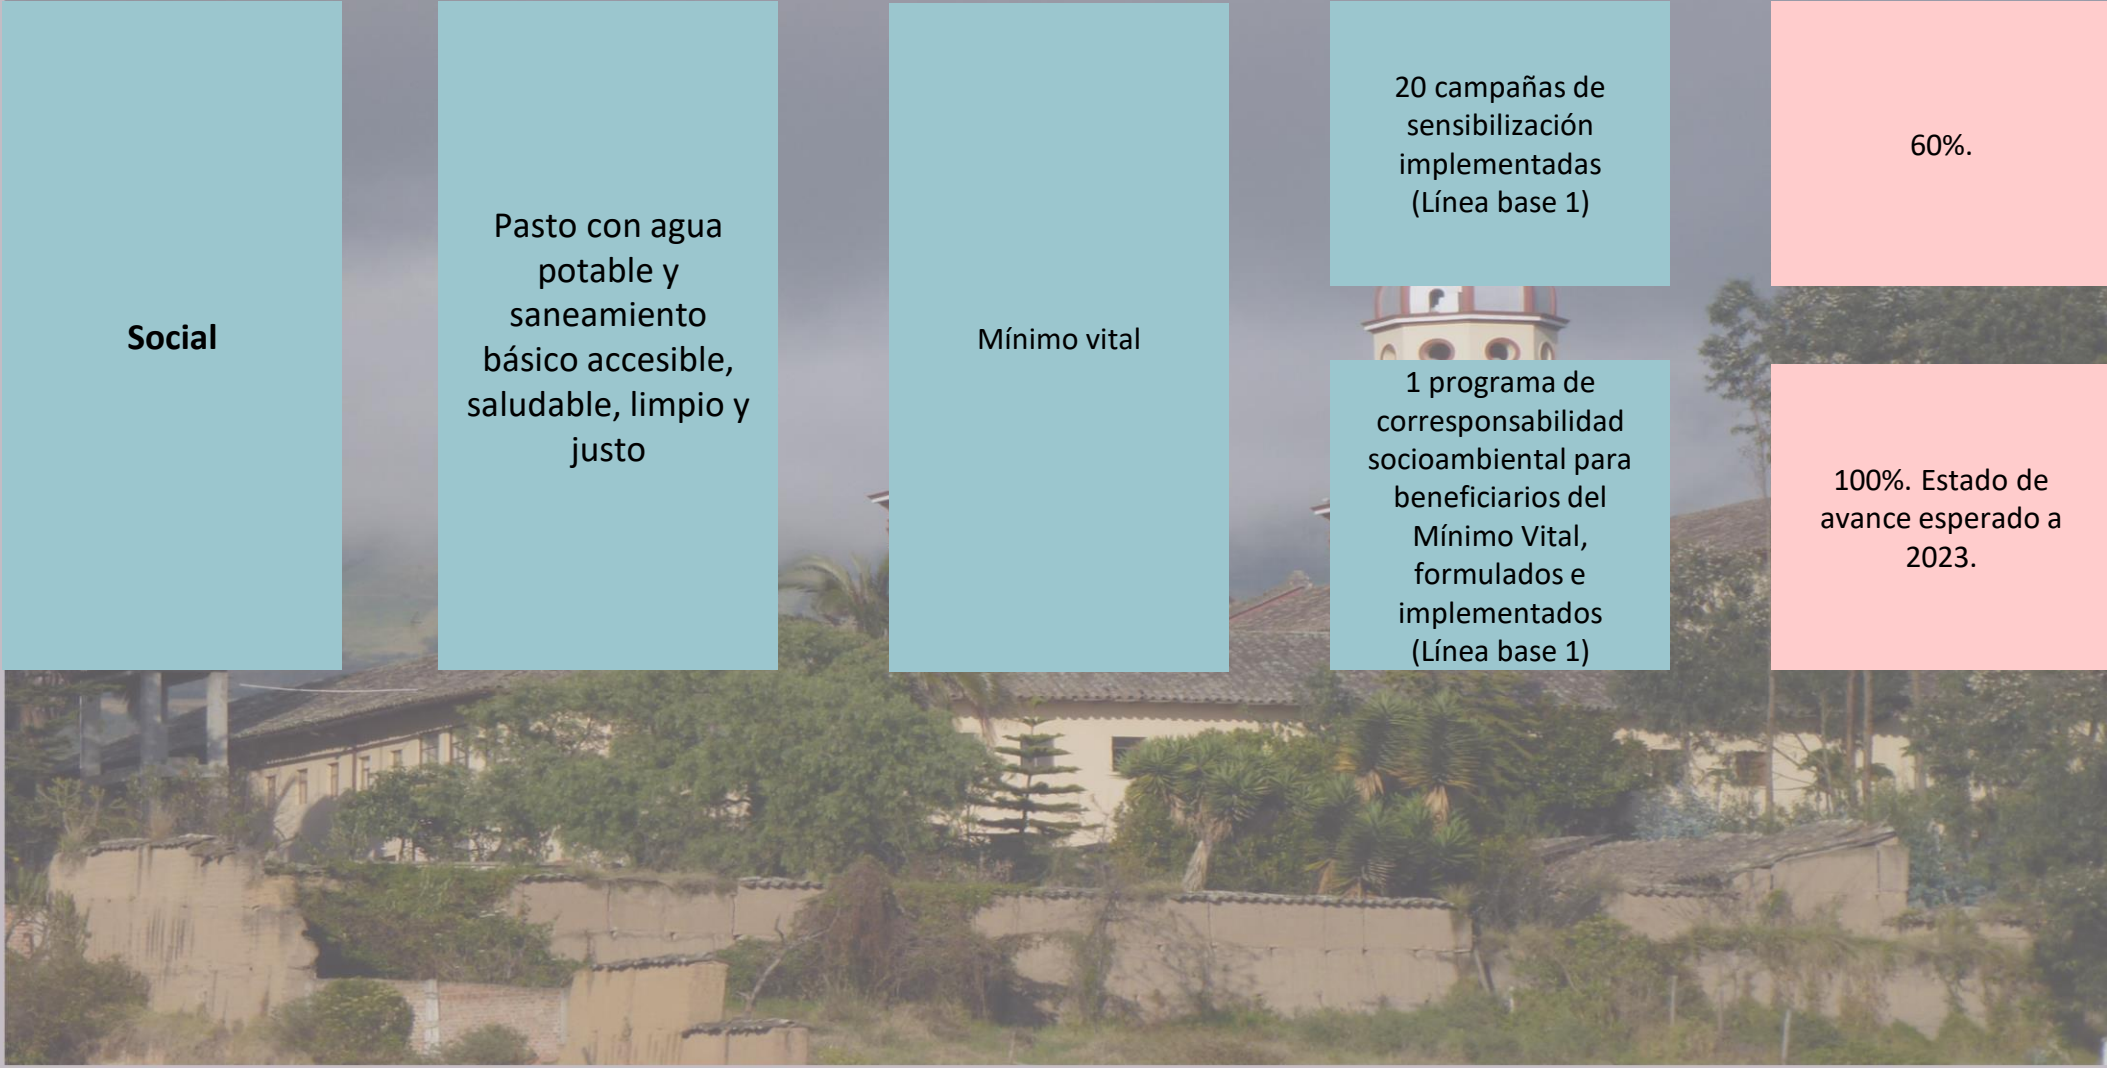 Social
Pasto con agua
potable y
saneamiento
básico accesible,
saludable, limpio y
justo
Mínimo vital
20 campañas de
sensibilización
implementadas
(Línea base 1)
60%.
1 programa de
corresponsabilidad
socioambiental para
beneficiarios del
Mínimo Vital,
formulados e
implementados
(Línea base 1)
100%. Estado de
avance esperado a
2023.